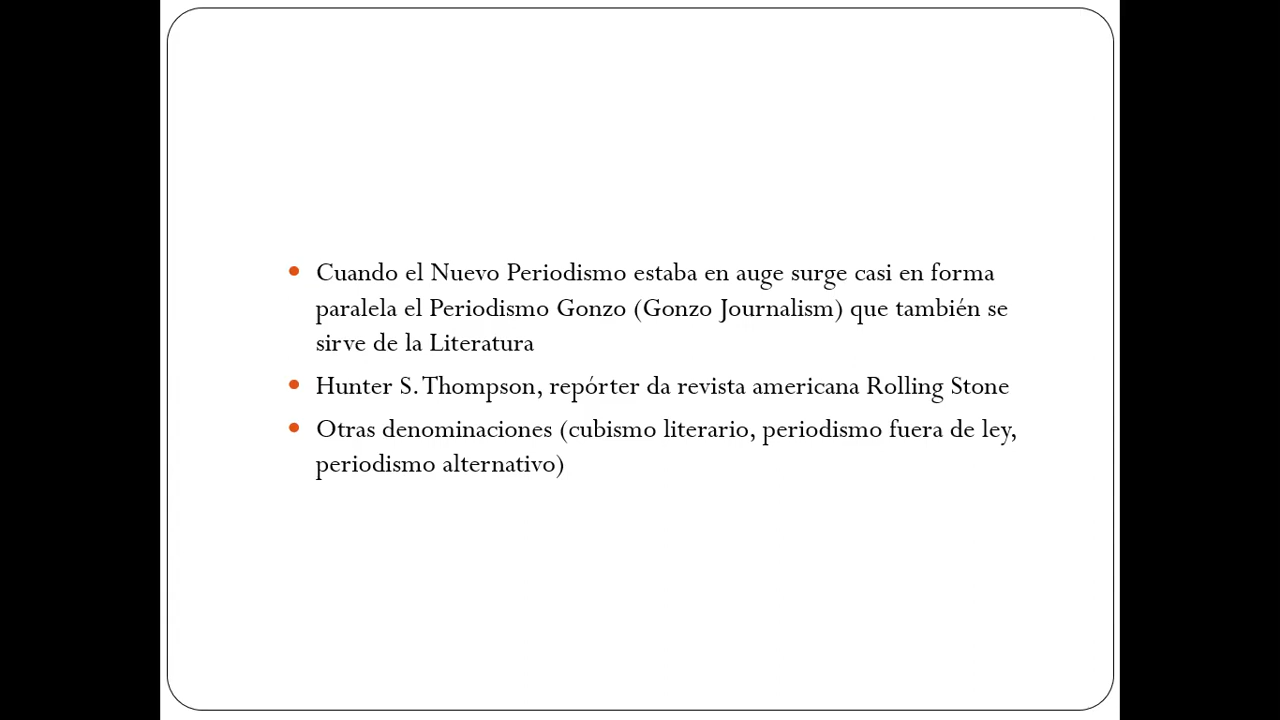 Cuando el Nuevo Periodismo estaba en auge surge casi en forma
paralela el Periodismo Gonzo (Gonzo Journalism) que también se
sirve de la Literatura
Hunter S. Thompson, repórter da revista americana Rolling Stone
Otras denominaciones (cubismo literario, periodismo fuera de ley,
periodismo alternativo)